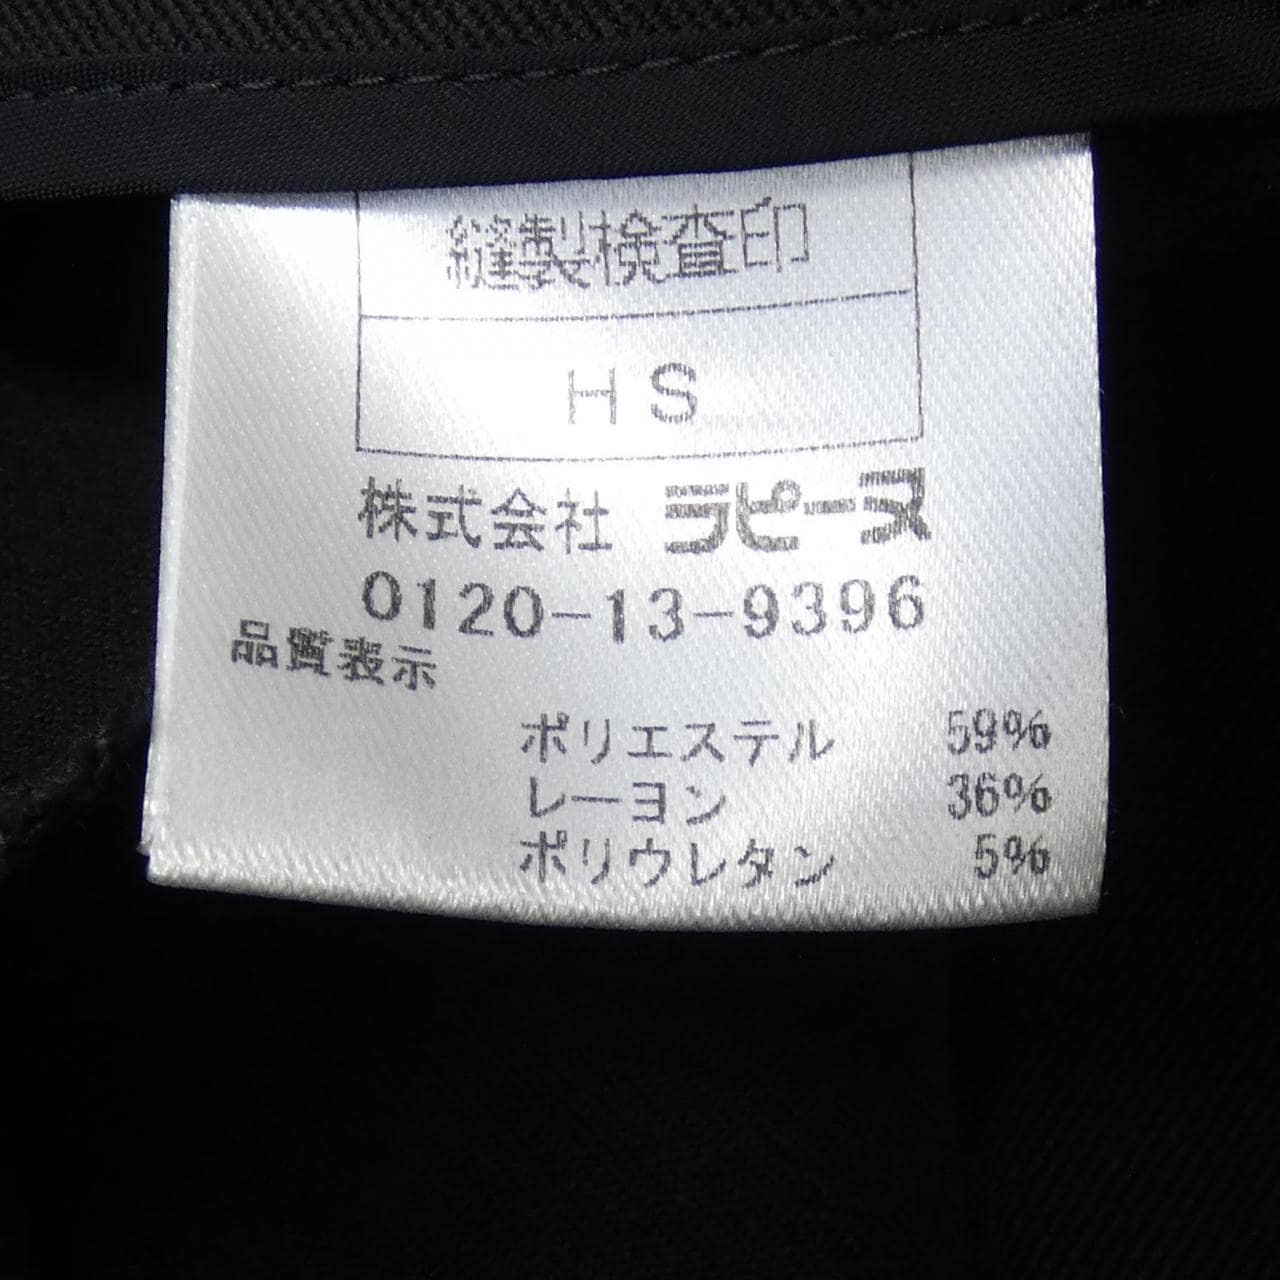 縫製検査印
HS
株式会社 ラピーヌ
0120-13-9396
品質表示
ポリエステル 59%
レーヨン 36%
ポリウレタン 5%